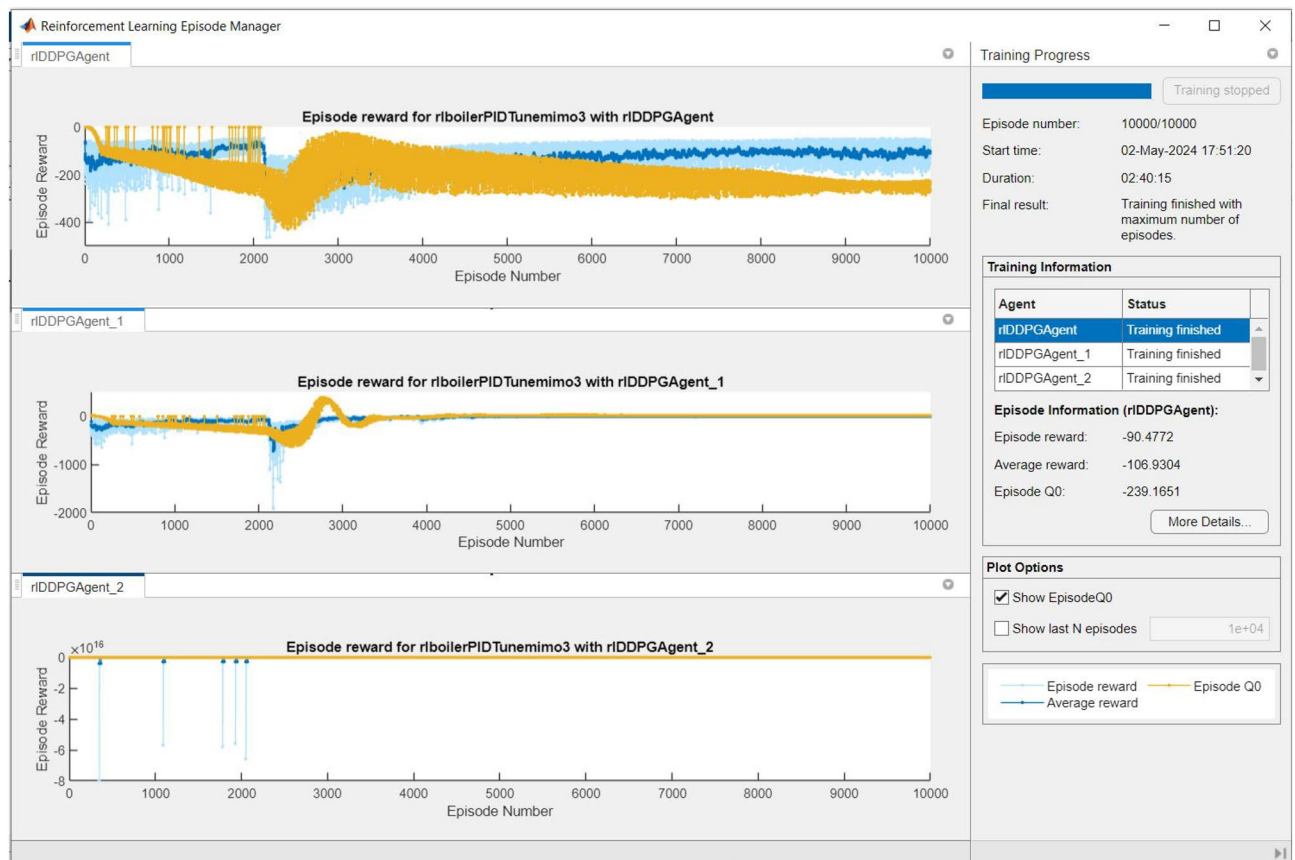 Reinforcement Learning Episode Manager
rlDDPGAgent
Episode reward for rlboilerPIDTunemimo3 with rlDDPGAgent
Episode Reward
0
-200
-400
0 1000 2000 3000 4000 5000 6000 7000 8000 9000 10000
Episode Number
rlDDPGAgent_1
Episode reward for rlboilerPIDTunemimo3 with rlDDPGAgent_1
Episode Reward
0
-1000
-2000
0 1000 2000 3000 4000 5000 6000 7000 8000 9000 10000
Episode Number
rlDDPGAgent_2
Episode reward for rlboilerPIDTunemimo3 with rlDDPGAgent_2
×10^16
Episode Reward
0
-2
-4
-6
-8
0 1000 2000 3000 4000 5000 6000 7000 8000 9000 10000
Episode Number
Training Progress
Training stopped
Episode number: 10000/10000
Start time: 02-May-2024 17:51:20
Duration: 02:40:15
Final result: Training finished with
maximum number of
episodes.
Training Information
Agent Status
rlDDPGAgent Training finished
rlDDPGAgent_1 Training finished
rlDDPGAgent_2 Training finished
Episode Information (rlDDPGAgent):
Episode reward: -90.4772
Average reward: -106.9304
Episode Q0: -239.1651
More Details...
Plot Options
Show EpisodeQ0
Show last N episodes 1e+04
Episode reward Episode Q0
Average reward